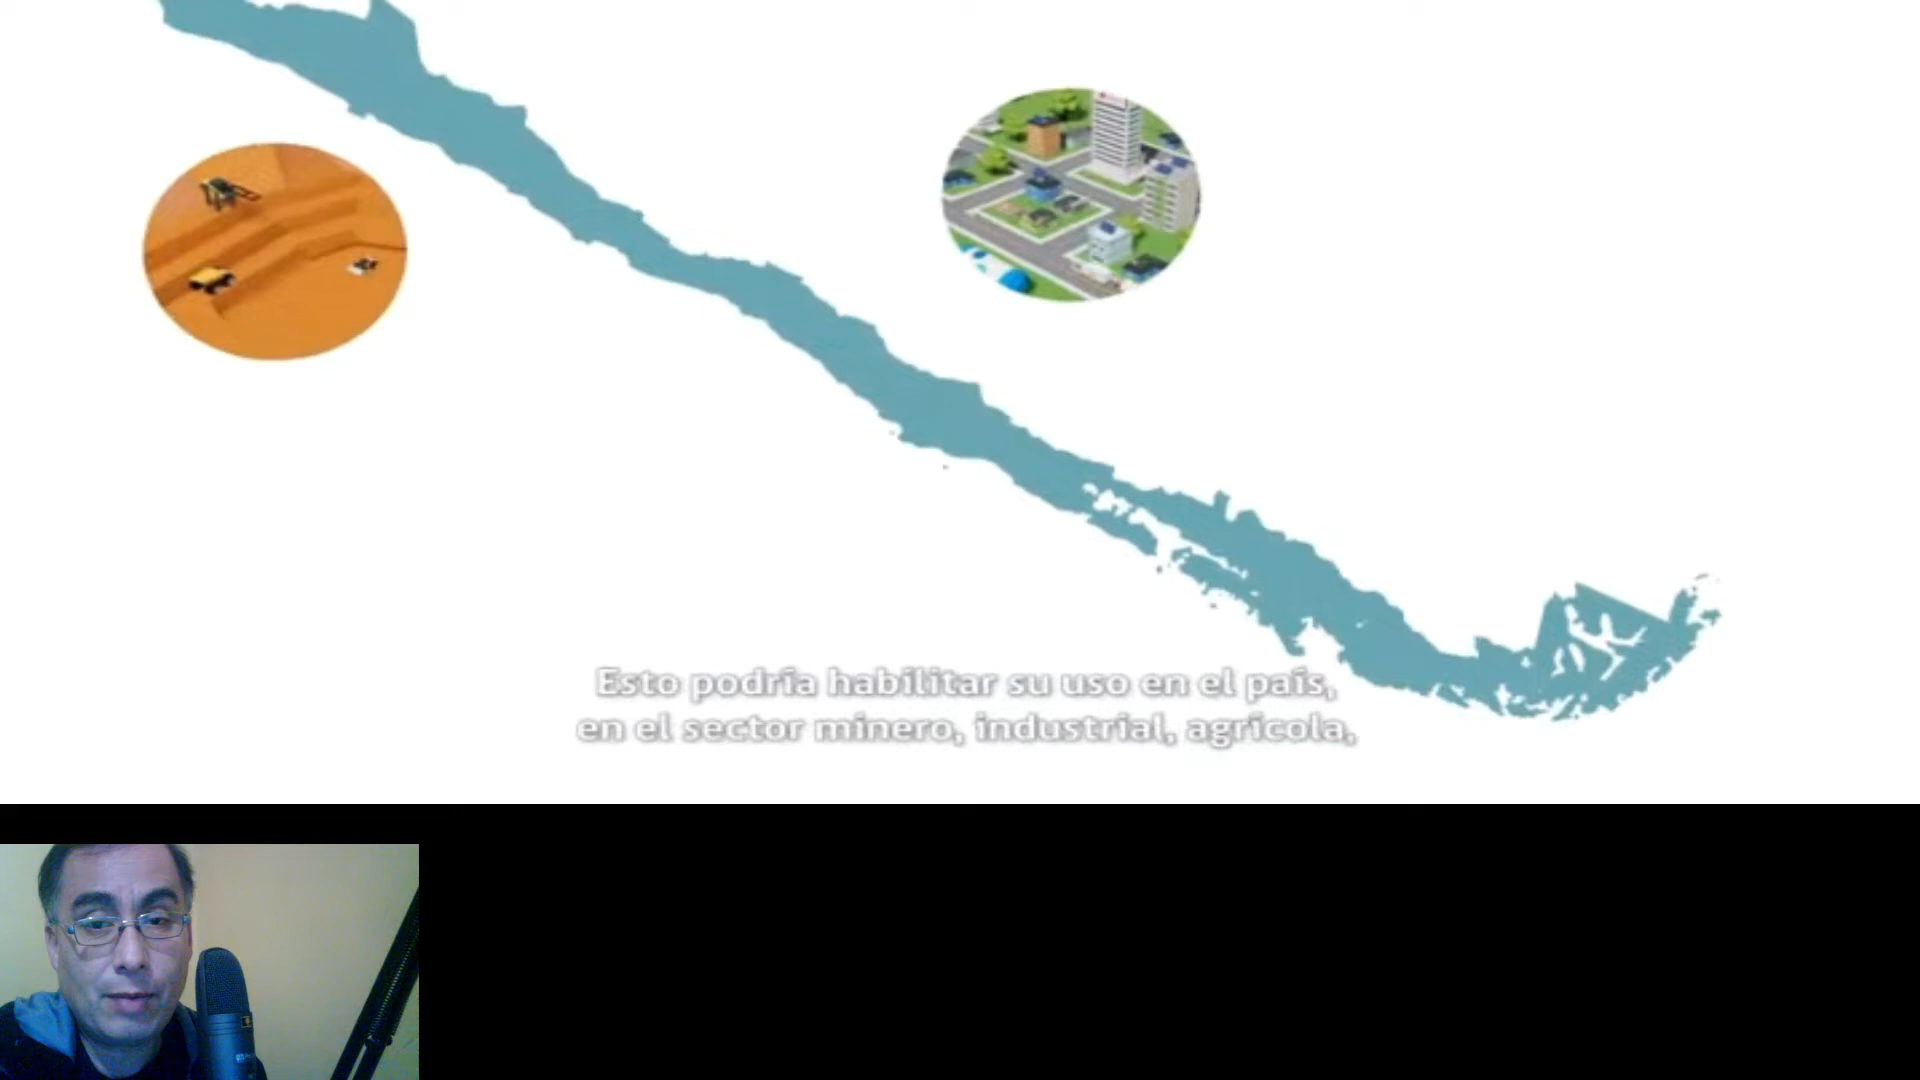 Esto podría habilitar su uso en el país,
en el sector minero, industrial, agrícola,